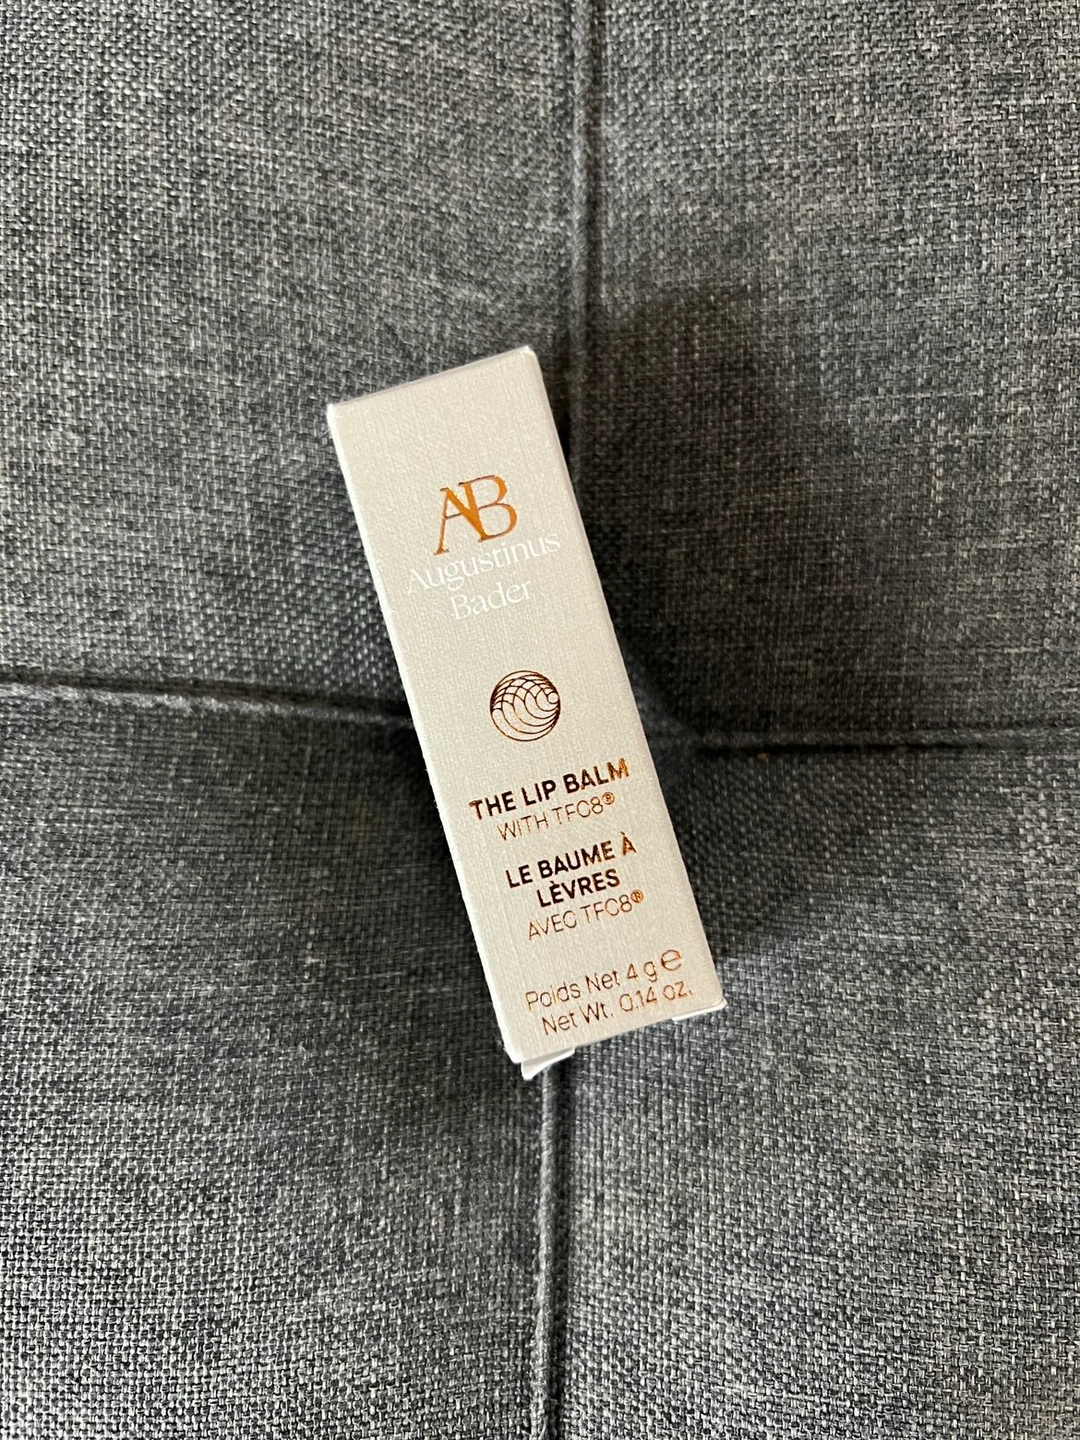 AB
Augustinus
Bader
THE LIP BALM
WITH TFC8®
LE BAUME À
LÈVRES
AVEC TFC8®
Poids Net 4 g ℮
Net Wt. 0.14 oz.